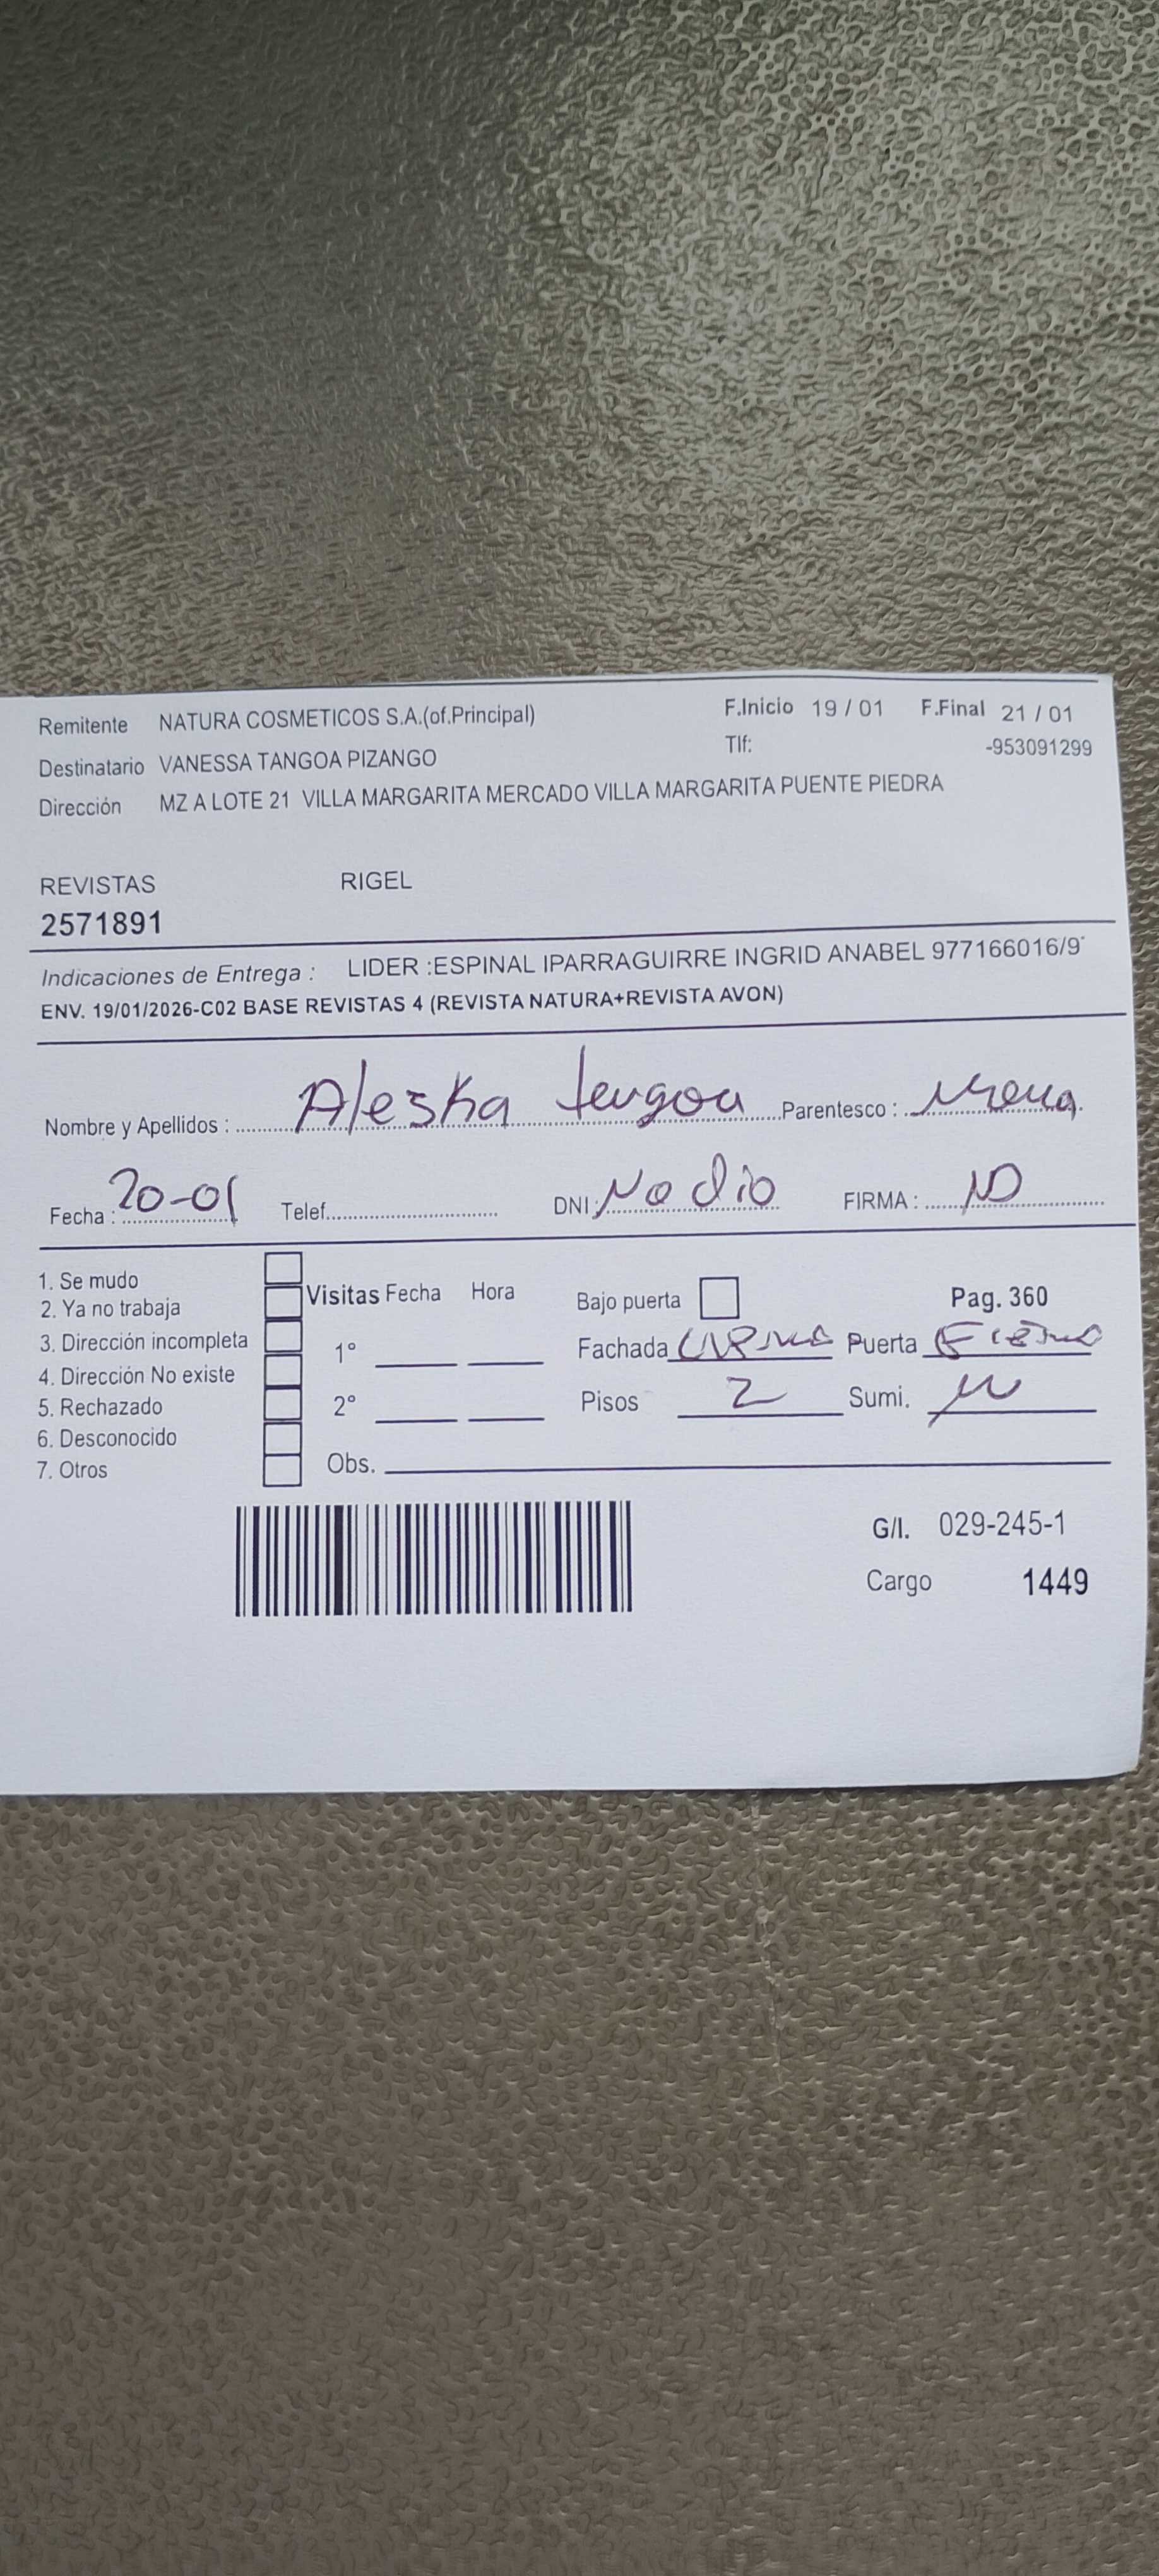 Remitente NATURA COSMETICOS S.A.(of.Principal) F.Inicio 19 / 01 F.Final 21 / 01
Destinatario VANESSA TANGOA PIZANGO Tlf: -953091299
Dirección MZ A LOTE 21 VILLA MARGARITA MERCADO VILLA MARGARITA PUENTE PIEDRA
REVISTAS RIGEL
2571891
Indicaciones de Entrega : LIDER :ESPINAL IPARRAGUIRRE INGRID ANABEL 977166016/9
ENV. 19/01/2026-C02 BASE REVISTAS 4 (REVISTA NATURA+REVISTA AVON)
Nombre y Apellidos : Aleska tangoa Parentesco :
Fecha : 20-01 Telef. DNI: No dio FIRMA : ND
1. Se mudo
2. Ya no trabaja Visitas Fecha Hora Bajo puerta Pag. 360
3. Dirección incompleta 1° Fachada Puerta Fierro
4. Dirección No existe
5. Rechazado 2° Pisos 2 Sumi.
6. Desconocido
7. Otros Obs.
G/I. 029-245-1
Cargo 1449